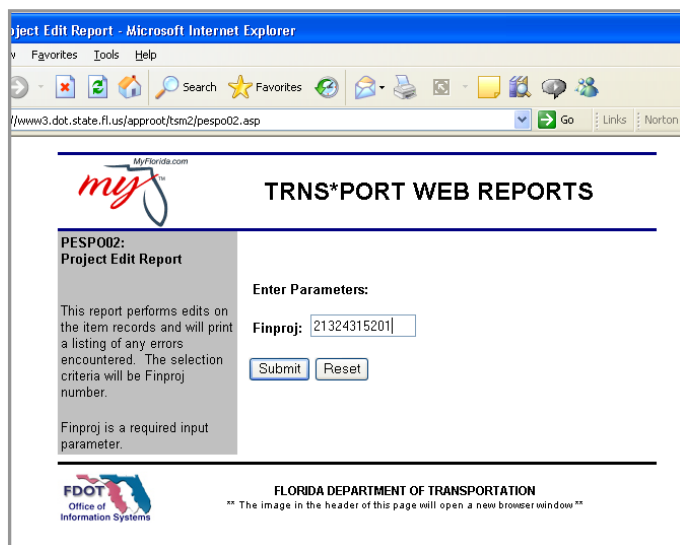 oject Edit Report - Microsoft Internet Explorer
Favorites Tools Help
Search Favorites
//www3.dot.state.fl.us/approot/tsm2/pespo02.asp Go Links Norton
MyFlorida.com
my
TRNS*PORT WEB REPORTS
PESPO02:
Project Edit Report
This report performs edits on
the item records and will print
a listing of any errors
encountered. The selection
criteria will be Finproj
number.
Finproj is a required input
parameter.
Enter Parameters:
Finproj: 21324315201
Submit Reset
FDOT
Office of
Information Systems
FLORIDA DEPARTMENT OF TRANSPORTATION
** The image in the header of this page will open a new browser window **